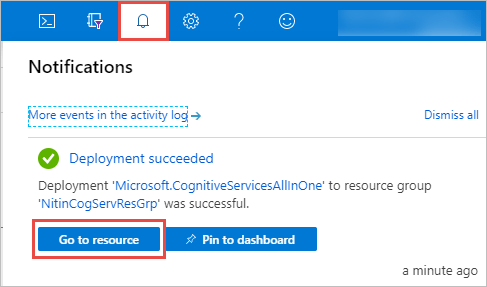 Notifications
More events in the activity log →
Dismiss all
Deployment succeeded
Deployment 'Microsoft.CognitiveServicesAllInOne' to resource group
'NitinCogServResGrp' was successful.
Go to resource
Pin to dashboard
a minute ago